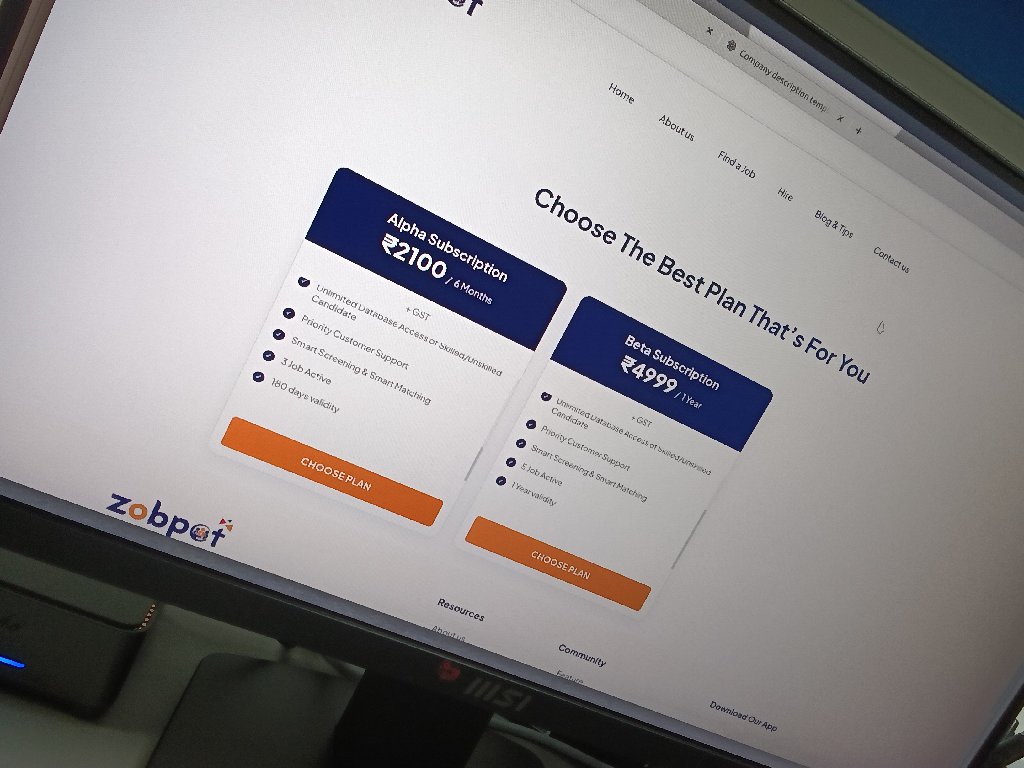 Company description temp
Home
About us
Find a Job
Hire
Blog & Tips
Contact us
Choose The Best Plan That's For You
Alpha Subscription
₹2100 / 6 Months
+ GST
Unlimited Database Access of Skilled/Unskilled
Candidate
Priority Customer Support
Smart Screening & Smart Matching
3 Job Active
180 days validity
CHOOSE PLAN
Beta Subscription
₹4999 / 1 Year
+ GST
Unlimited Database Access of Skilled/Unskilled
Candidate
Priority Customer Support
Smart Screening & Smart Matching
5 Job Active
1 Year validity
CHOOSE PLAN
zobpot
Resources
About us
Community
Feature
Download Our App
msi